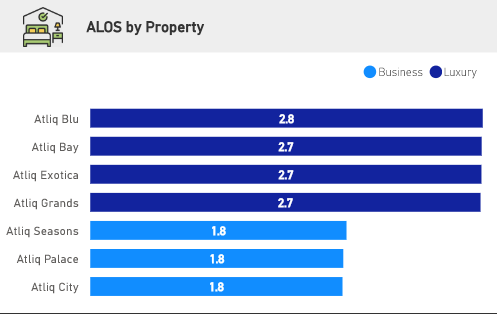 ALOS by Property
Business Luxury
Atliq Blu 2.8
Atliq Bay 2.7
Atliq Exotica 2.7
Atliq Grands 2.7
Atliq Seasons 1.8
Atliq Palace 1.8
Atliq City 1.8